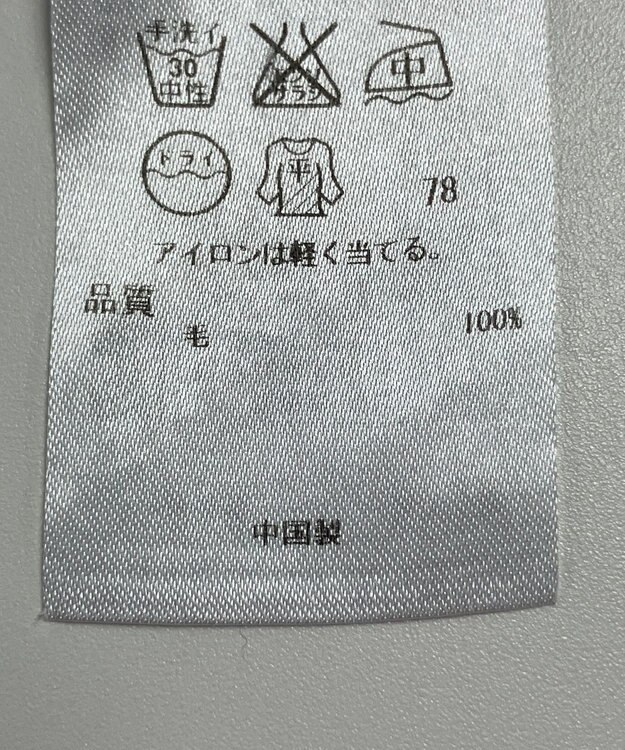 手洗イ
30
中性
エンソ
サラシ
中
ドライ
平
78
アイロンは軽く当てる。
品質
毛 100%
中国製